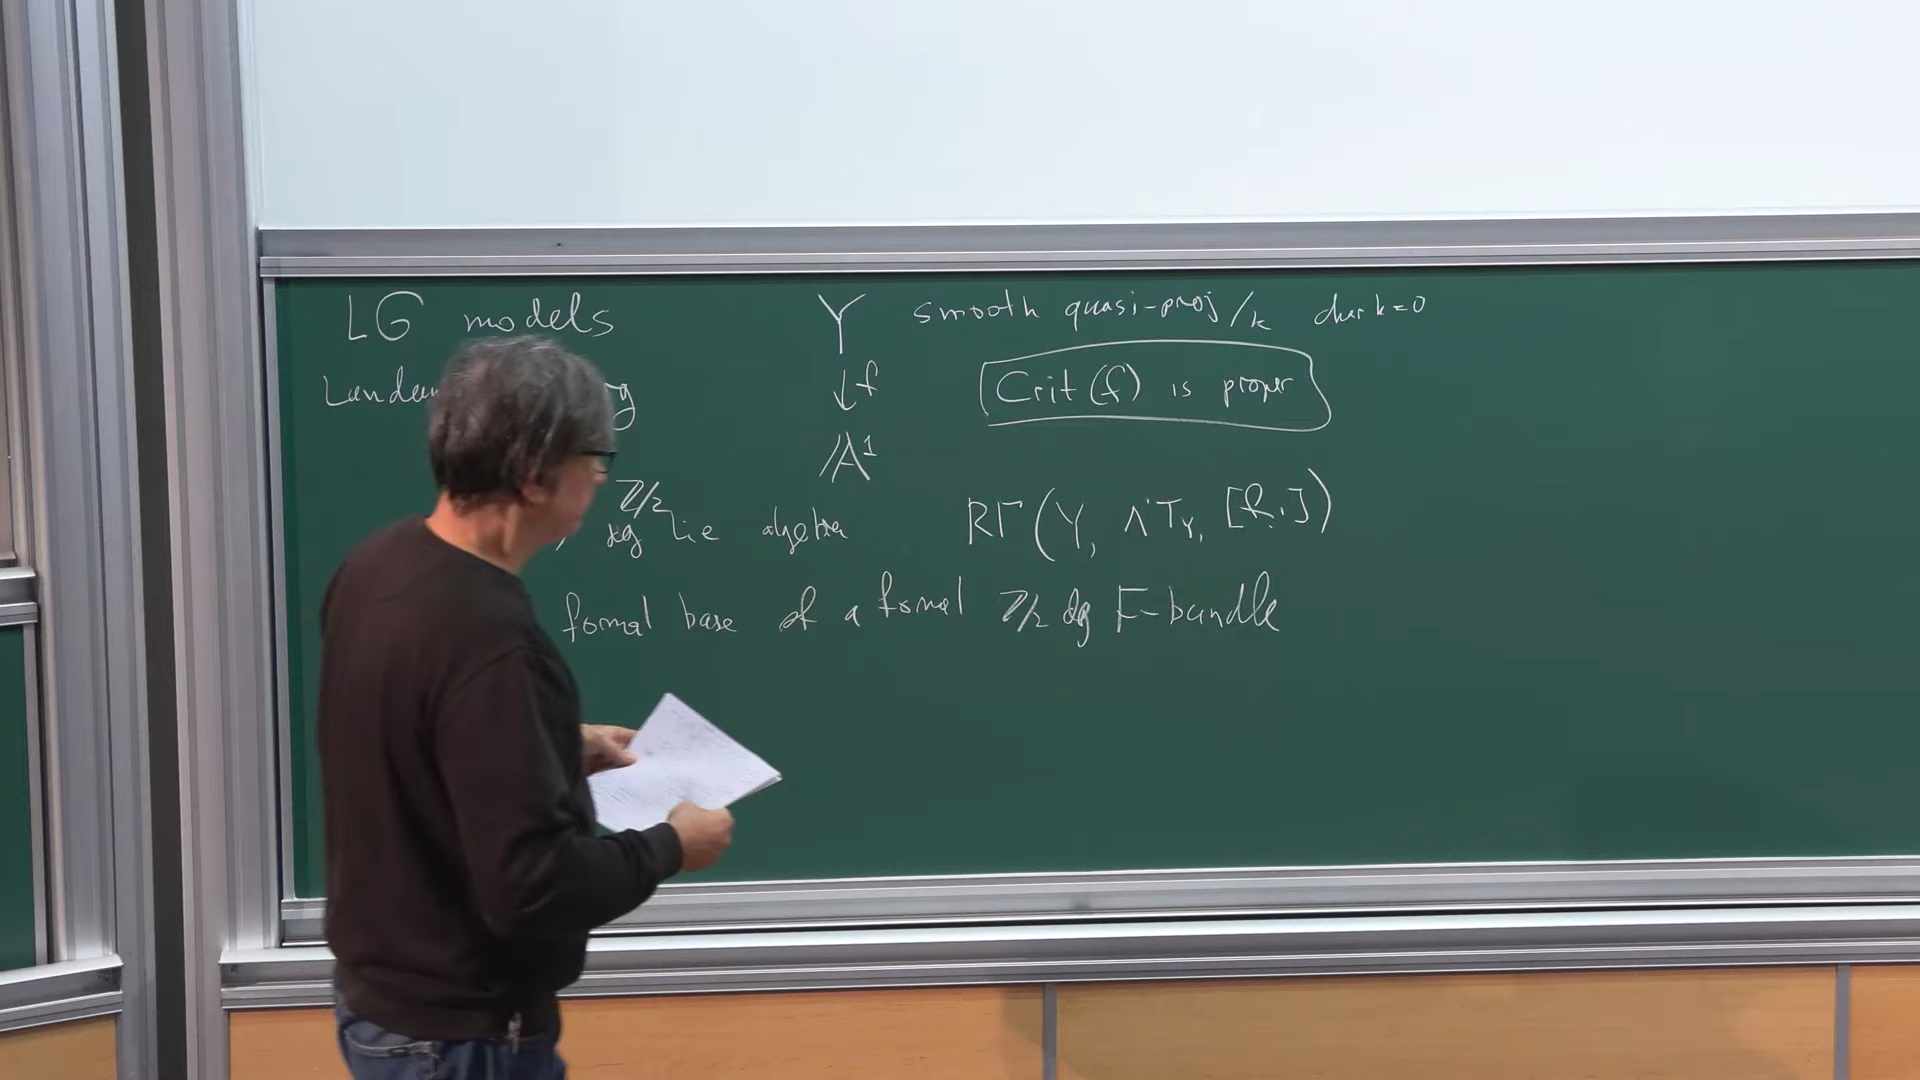 LG models Y smooth quasi-proj/k char k=0
↓f Crit(f) is proper
/A¹
Z/2 dg Lie algebra RΓ(Y, ∧˙T_Y, [f,·])
formal base of a formal Z/2 dg F-bundle